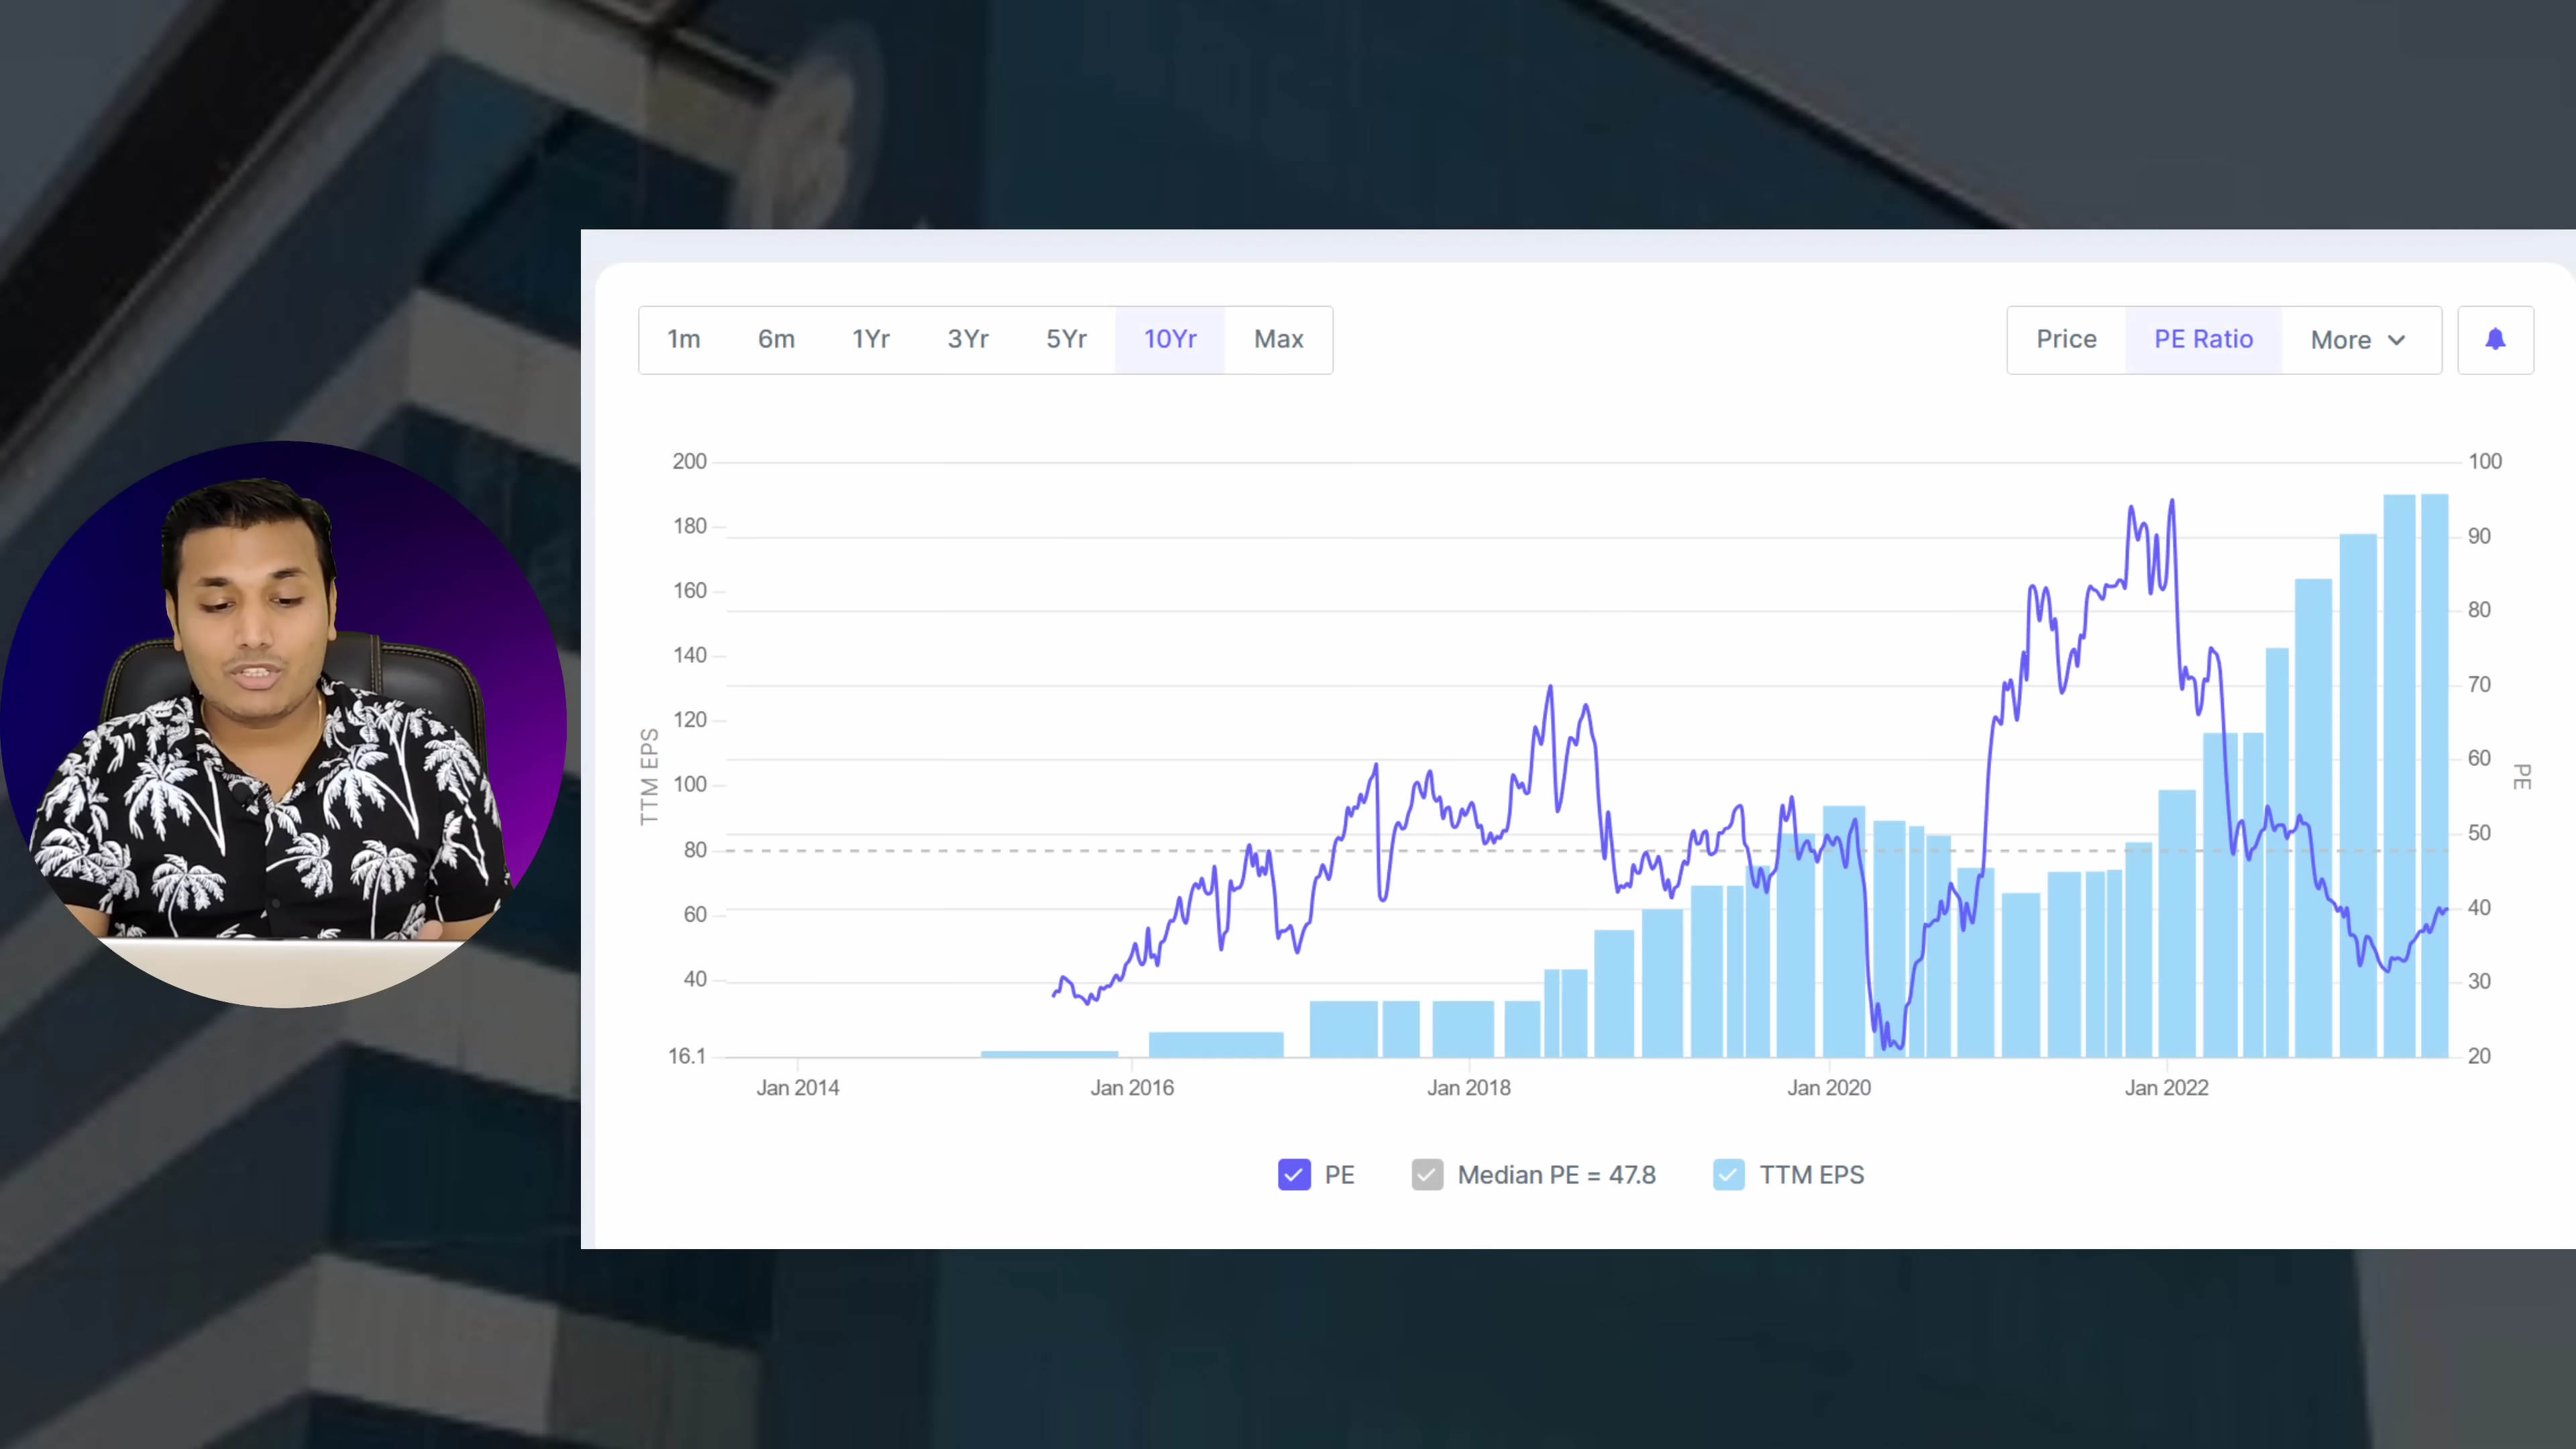 1m 6m 1Yr 3Yr 5Yr 10Yr Max Price PE Ratio More
200 100
180 90
160 80
140 70
120 60
100 50
80 40
60 30
40 20
16.1
TTM EPS
PE
Jan 2014 Jan 2016 Jan 2018 Jan 2020 Jan 2022
PE Median PE = 47.8 TTM EPS